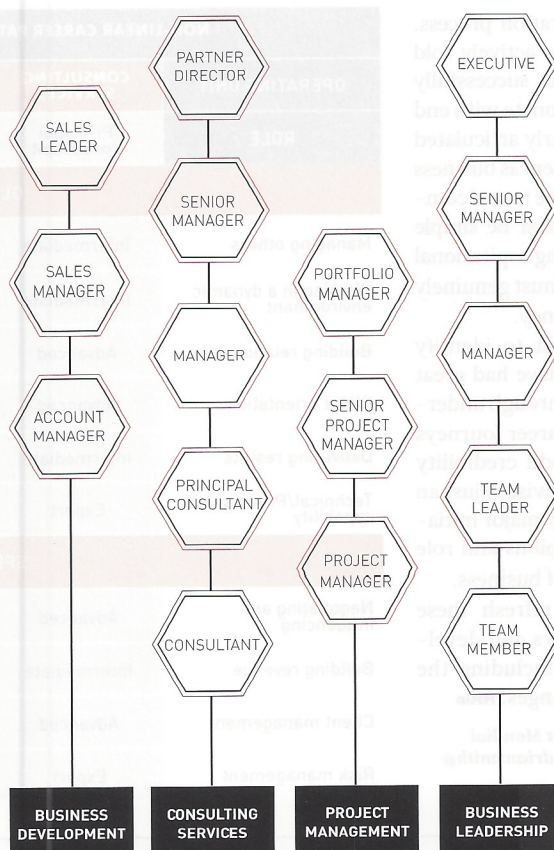 SALES
LEADER
SALES
MANAGER
ACCOUNT
MANAGER
BUSINESS
DEVELOPMENT
PARTNER
DIRECTOR
SENIOR
MANAGER
MANAGER
PRINCIPAL
CONSULTANT
CONSULTANT
CONSULTING
SERVICES
PORTFOLIO
MANAGER
SENIOR
PROJECT
MANAGER
PROJECT
MANAGER
PROJECT
MANAGEMENT
EXECUTIVE
SENIOR
MANAGER
MANAGER
TEAM
LEADER
TEAM
MEMBER
BUSINESS
LEADERSHIP